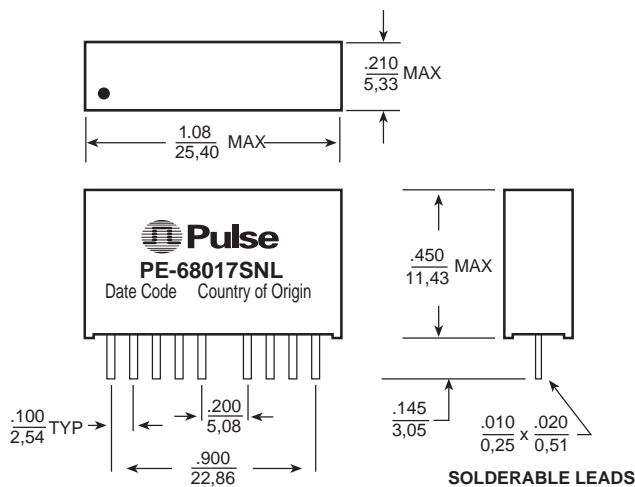 .210
5,33 MAX
1.08
25,40 MAX
Pulse
PE-68017SNL
Date Code Country of Origin
.450
11,43 MAX
.100
2,54 TYP
.200
5,08
.900
22,86
.145
3,05
.010 x .020
0,25 0,51
SOLDERABLE LEADS